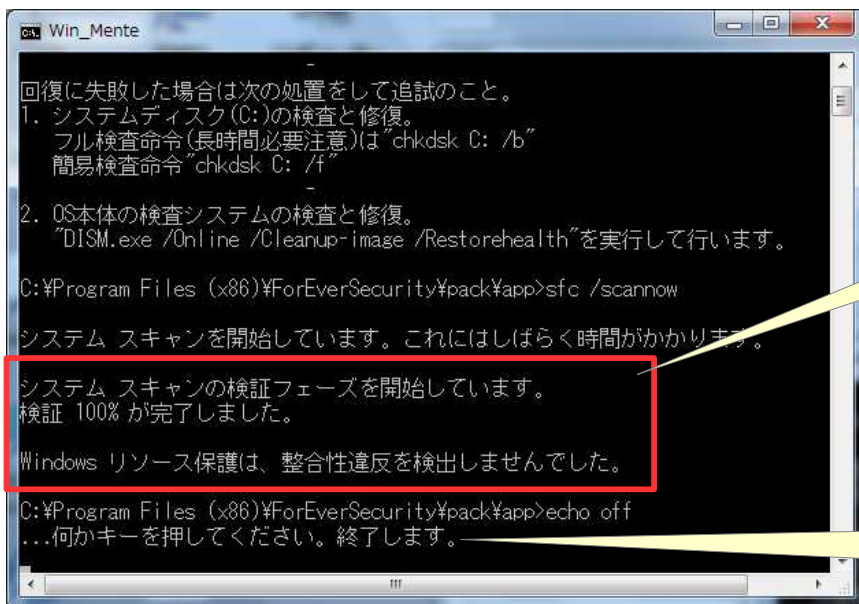 Win_Mente
-
回復に失敗した場合は次の処置をして追試のこと。
1. システムディスク(C:)の検査と修復。
フル検査命令(長時間必要注意)は"chkdsk C: /b"
簡易検査命令"chkdsk C: /f"
-
2. OS本体の検査システムの検査と修復。
"DISM.exe /Online /Cleanup-image /Restorehealth"を実行して行います。
C:¥Program Files (x86)¥ForEverSecurity¥pack¥app>sfc /scannow
システム スキャンを開始しています。これにはしばらく時間がかかります。
システム スキャンの検証フェーズを開始しています。
検証 100% が完了しました。
Windows リソース保護は、整合性違反を検出しませんでした。
C:¥Program Files (x86)¥ForEverSecurity¥pack¥app>echo off
...何かキーを押してください。終了します。